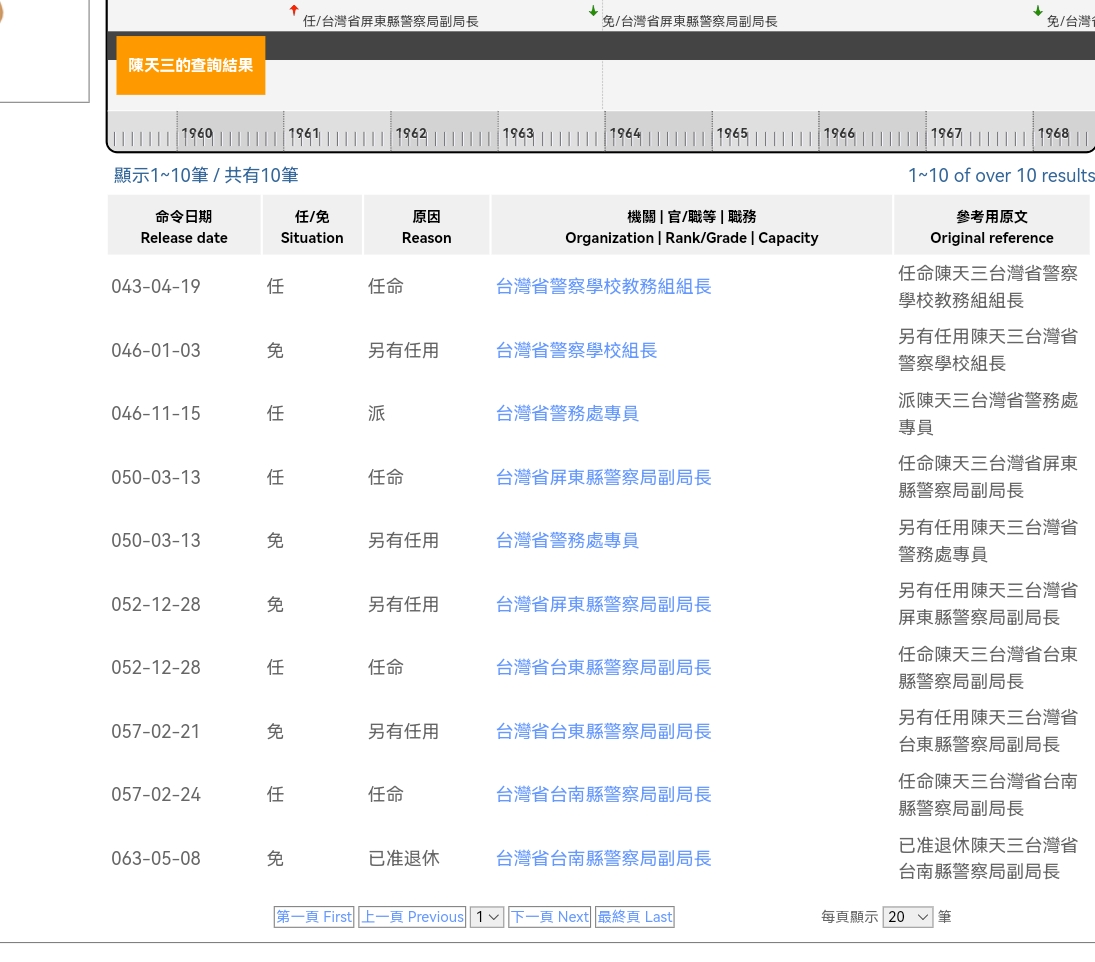 任/台灣省屏東縣警察局副局長 免/台灣省屏東縣警察局副局長 免/台灣
陳天三的查詢結果
1960 1961 1962 1963 1964 1965 1966 1967 1968
顯示1~10筆 / 共有10筆 1~10 of over 10 results
命令日期 任/免 原因 機關 | 官/職等 | 職務 參考用原文
Release date Situation Reason Organization | Rank/Grade | Capacity Original reference
043-04-19 任 任命 台灣省警察學校教務組組長 任命陳天三台灣省警察
學校教務組組長
046-01-03 免 另有任用 台灣省警察學校組長 另有任用陳天三台灣省
警察學校組長
046-11-15 任 派 台灣省警務處專員 派陳天三台灣省警務處
專員
050-03-13 任 任命 台灣省屏東縣警察局副局長 任命陳天三台灣省屏東
縣警察局副局長
050-03-13 免 另有任用 台灣省警務處專員 另有任用陳天三台灣省
警務處專員
052-12-28 免 另有任用 台灣省屏東縣警察局副局長 另有任用陳天三台灣省
屏東縣警察局副局長
052-12-28 任 任命 台灣省台東縣警察局副局長 任命陳天三台灣省台東
縣警察局副局長
057-02-21 免 另有任用 台灣省台東縣警察局副局長 另有任用陳天三台灣省
台東縣警察局副局長
057-02-24 任 任命 台灣省台南縣警察局副局長 任命陳天三台灣省台南
縣警察局副局長
063-05-08 免 已准退休 台灣省台南縣警察局副局長 已准退休陳天三台灣省
台南縣警察局副局長
第一頁 First 上一頁 Previous 1 下一頁 Next 最終頁 Last 每頁顯示 20 筆